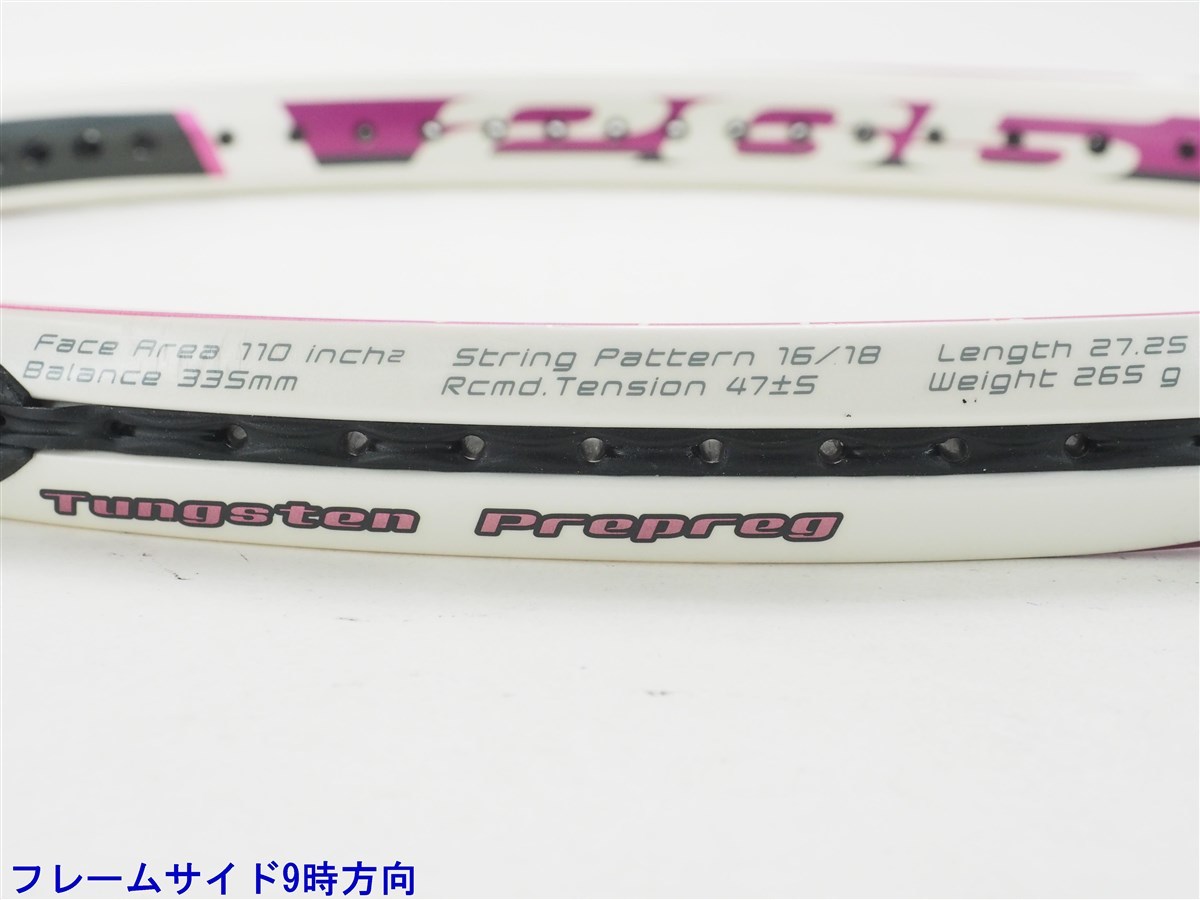 Face Area 110 inch2 String Pattern 16/18 Length 27.25
Balance 335mm Rcmd. Tension 47±5 Weight 265 g
Tungsten Prepreg
フレームサイド9時方向